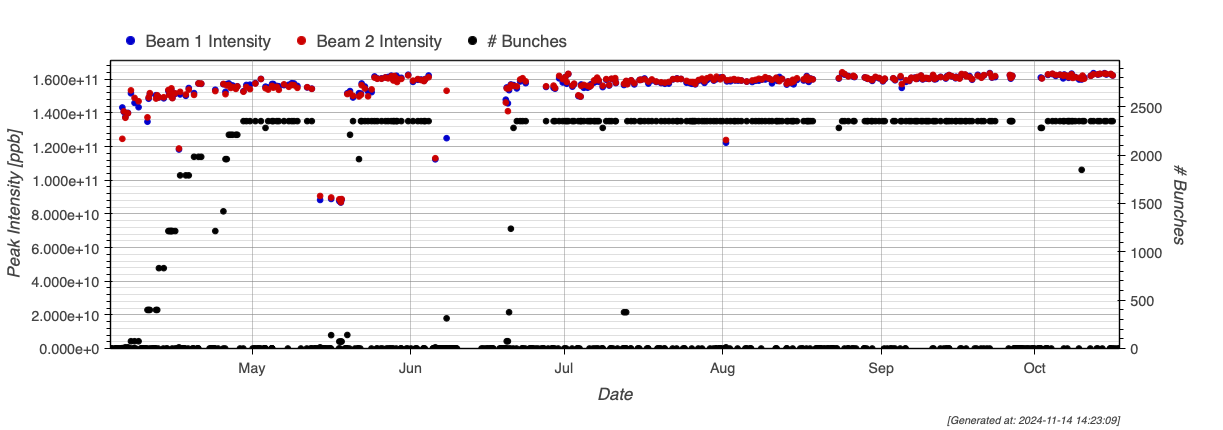 Beam 1 Intensity Beam 2 Intensity # Bunches
Peak Intensity [ppb]
1.600e+11
1.400e+11
1.200e+11
1.000e+11
8.000e+10
6.000e+10
4.000e+10
2.000e+10
0.000e+0
2500
2000
1500
1000
500
0
# Bunches
May Jun Jul Aug Sep Oct
Date
[Generated at: 2024-11-14 14:23:09]